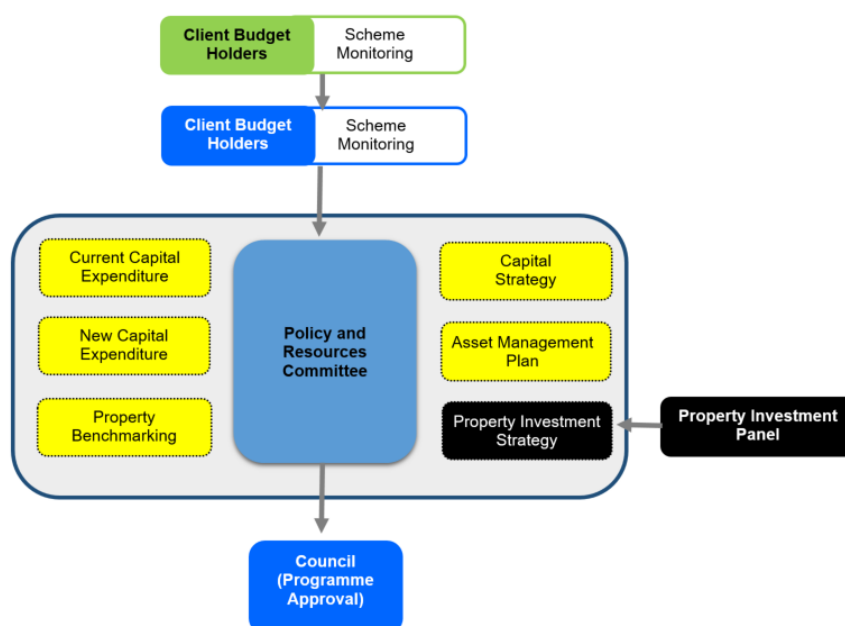 Client Budget
Holders
Scheme
Monitoring
Client Budget
Holders
Scheme
Monitoring
Current Capital
Expenditure
New Capital
Expenditure
Property
Benchmarking
Policy and
Resources
Committee
Capital
Strategy
Asset Management
Plan
Property Investment
Strategy
Property Investment
Panel
Council
(Programme
Approval)